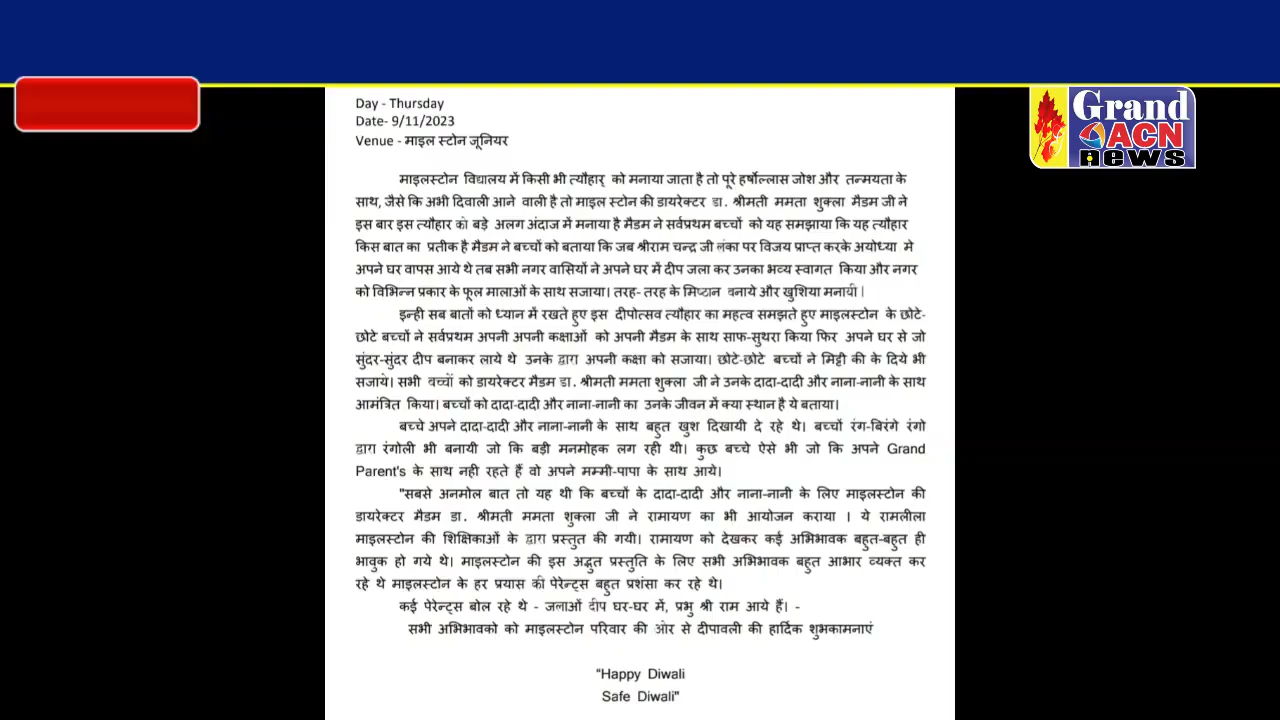 Day - Thursday
Date- 9/11/2023
Venue - माइल स्टोन जूनियर
Grand
ACN
news
माइलस्टोन विद्यालय में किसी भी त्यौहार् को मनाया जाता है तो पूरे हर्षोल्लास जोश और तन्मयता के
साथ, जैसे कि अभी दिवाली आने वाली है तो माइल स्टोन की डायरेक्टर डा. श्रीमती ममता शुक्ला मैडम जी ने
इस बार इस त्यौहार को बड़े अलग अंदाज में मनाया है मैडम ने सर्वप्रथम बच्चों को यह समझाया कि यह त्यौहार
किस बात का प्रतीक है मैडम ने बच्चों को बताया कि जब श्रीराम चन्द्र जी लंका पर विजय प्राप्त करके अयोध्या मे
अपने घर वापस आये थे तब सभी नगर वासियों ने अपने घर में दीप जला कर उनका भव्य स्वागत किया और नगर
को विभिन्न प्रकार के फूल मालाओं के साथ सजाया। तरह- तरह के मिष्ठान बनाये और खुशिया मनायी।
इन्ही सब बातों को ध्यान में रखते हुए इस दीपोत्सव त्यौहार का महत्व समझते हुए माइलस्टोन के छोटे-
छोटे बच्चों ने सर्वप्रथम अपनी अपनी कक्षाओं को अपनी मैडम के साथ साफ-सुथरा किया फिर अपने घर से जो
सुंदर-सुंदर दीप बनाकर लाये थे उनके द्वारा अपनी कक्षा को सजाया। छोटे-छोटे बच्चों ने मिट्टी की के दिये भी
सजाये। सभी बच्चों को डायरेक्टर मैडम डा. श्रीमती ममता शुक्ला जी ने उनके दादा-दादी और नाना-नानी के साथ
आमंत्रित किया। बच्चों को दादा-दादी और नाना-नानी का उनके जीवन में क्या स्थान है ये बताया।
बच्चे अपने दादा-दादी और नाना-नानी के साथ बहुत खुश दिखायी दे रहे थे। बच्चों रंग-बिरंगे रंगो
द्वारा रंगोली भी बनायी जो कि बड़ी मनमोहक लग रही थी। कुछ बच्चे ऐसे भी जो कि अपने Grand
Parent's के साथ नही रहते हैं वो अपने मम्मी-पापा के साथ आये।
"सबसे अनमोल बात तो यह थी कि बच्चों के दादा-दादी और नाना-नानी के लिए माइलस्टोन की
डायरेक्टर मैडम डा. श्रीमती ममता शुक्ला जी ने रामायण का भी आयोजन कराया । ये रामलीला
माइलस्टोन की शिक्षिकाओं के द्वारा प्रस्तुत की गयी। रामायण को देखकर कई अभिभावक बहुत-बहुत ही
भावुक हो गये थे। माइलस्टोन की इस अद्भुत प्रस्तुति के लिए सभी अभिभावक बहुत आभार व्यक्त कर
रहे थे माइलस्टोन के हर प्रयास की पेरेन्ट्स बहुत प्रशंसा कर रहे थे।
कई पेरेन्ट्स बोल रहे थे - जलाओं दीप घर-घर में, प्रभु श्री राम आये हैं। -
सभी अभिभावको को माइलस्टोन परिवार की ओर से दीपावली की हार्दिक शुभकामनाएं
“Happy Diwali
Safe Diwali"